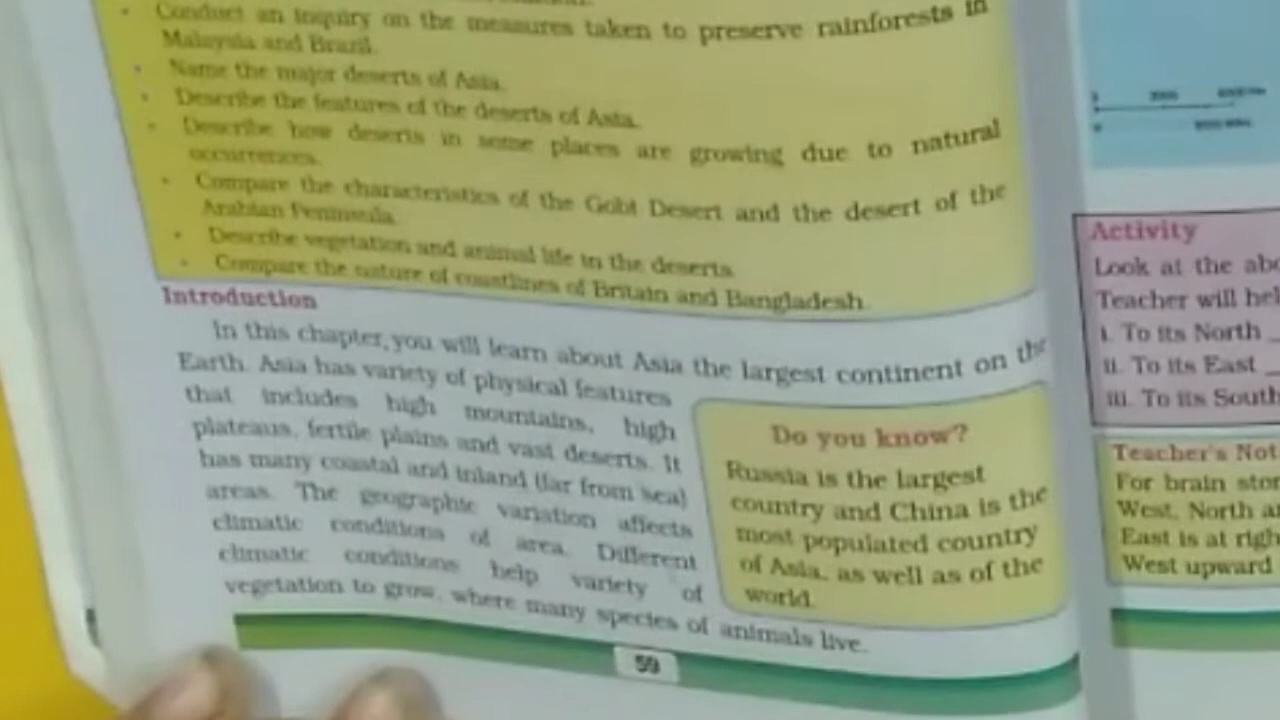 Conduct an inquiry on the measures taken to preserve rainforests in
Malaysia and Brazil.
Name the major deserts of Asia.
Describe the features of the deserts of Asia.
Describe how deserts in some places are growing due to natural
occurrences.
Compare the characteristics of the Gobi Desert and the desert of the
Arabian Peninsula.
Describe vegetation and animal life in the deserts.
Compare the nature of coastlines of Britain and Bangladesh.
Introduction
In this chapter, you will learn about Asia the largest continent on the
Earth. Asia has variety of physical features
that includes high mountains, high
plateaus, fertile plains and vast deserts. It
has many coastal and inland (far from sea)
areas. The geographic variation affects
climatic conditions of area. Different
climatic conditions help variety of
vegetation to grow, where many species of animals live.
Do you know?
Russia is the largest
country and China is the
most populated country
of Asia, as well as of the
world.
59
Activity
Look at the abo
Teacher will hel
i. To its North _
ii. To its East _
iii. To its South
Teacher's Not
For brain stor
West, North a
East is at righ
West upward